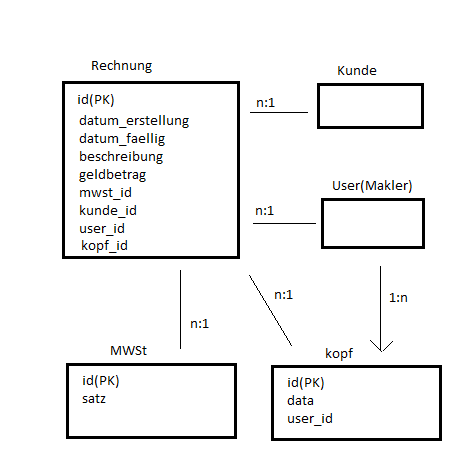 Rechnung
Kunde
id(PK)
datum_erstellung
datum_faellig
beschreibung
geldbetrag
mwst_id
kunde_id
user_id
kopf_id
n:1
User(Makler)
n:1
n:1
n:1
1:n
MWSt
id(PK)
satz
kopf
id(PK)
data
user_id